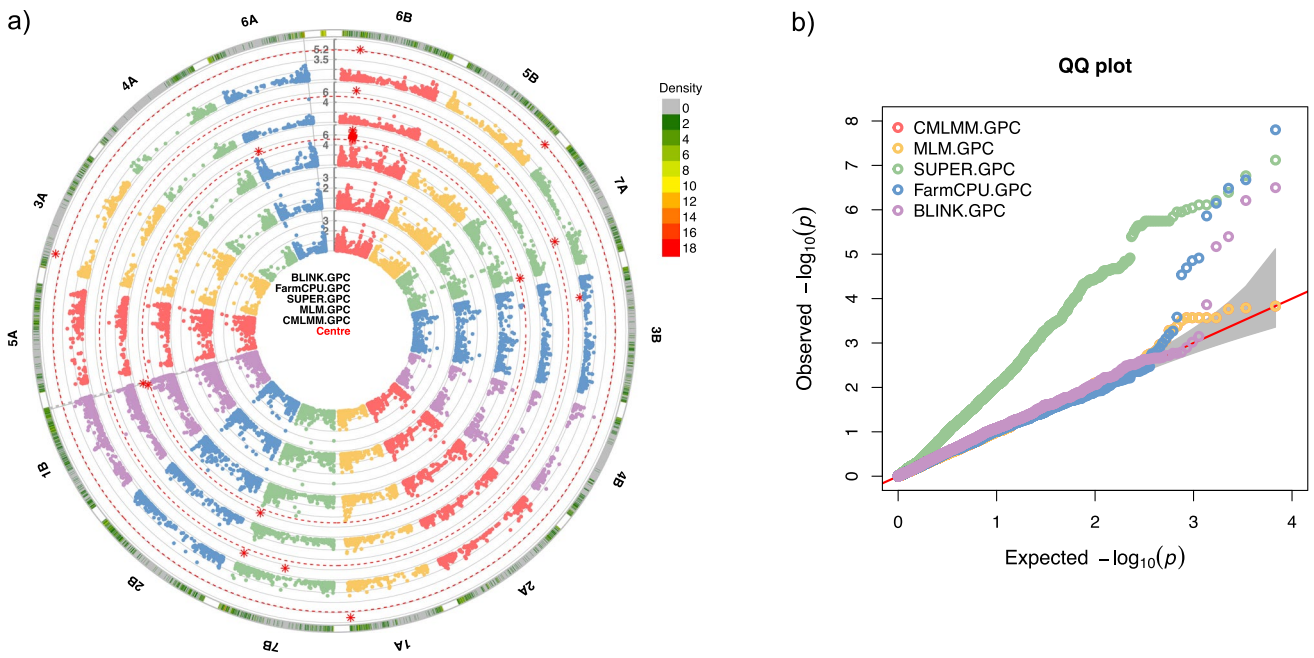 a)
6A
6B
4A
5B
3A
7A
5A
3B
1B
4B
2B
2A
7B
1A
5.2
3.5
6
4
6
4
3
2
3
2
BLINK.GPC
FarmCPU.GPC
SUPER.GPC
MLM.GPC
CMLMM.GPC
Centre
Density
0
2
4
6
8
10
12
14
16
18
b)
QQ plot
CMLMM.GPC
MLM.GPC
SUPER.GPC
FarmCPU.GPC
BLINK.GPC
8
7
6
5
4
3
2
1
0
Observed −log10(p)
0 1 2 3 4
Expected −log10(p)